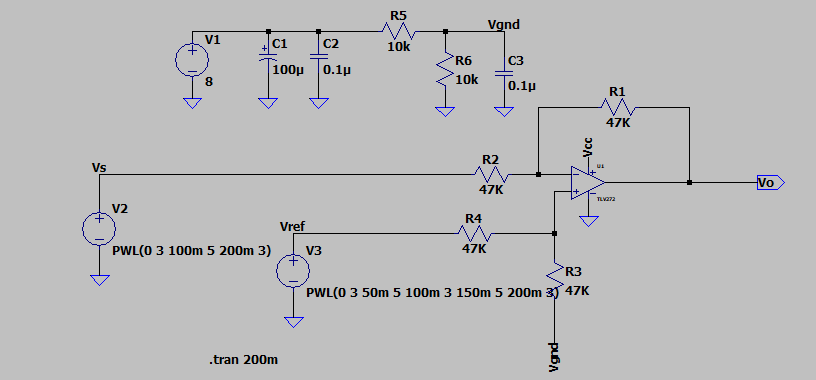 V1
8
C1
100µ
C2
0.1µ
R5
10k
Vgnd
R6
10k
C3
0.1µ
R1
47K
Vcc
U1
TLV272
Vo
Vs
R2
47K
V2
PWL(0 3 100m 5 200m 3)
Vref
R4
47K
V3
PWL(0 3 50m 5 100m 3 150m 5 200m 3)
R3
47K
Vgnd
.tran 200m